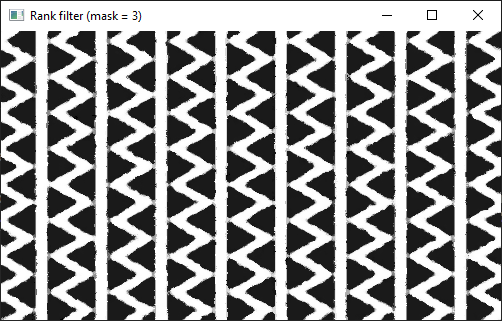 Rank filter (mask = 3)